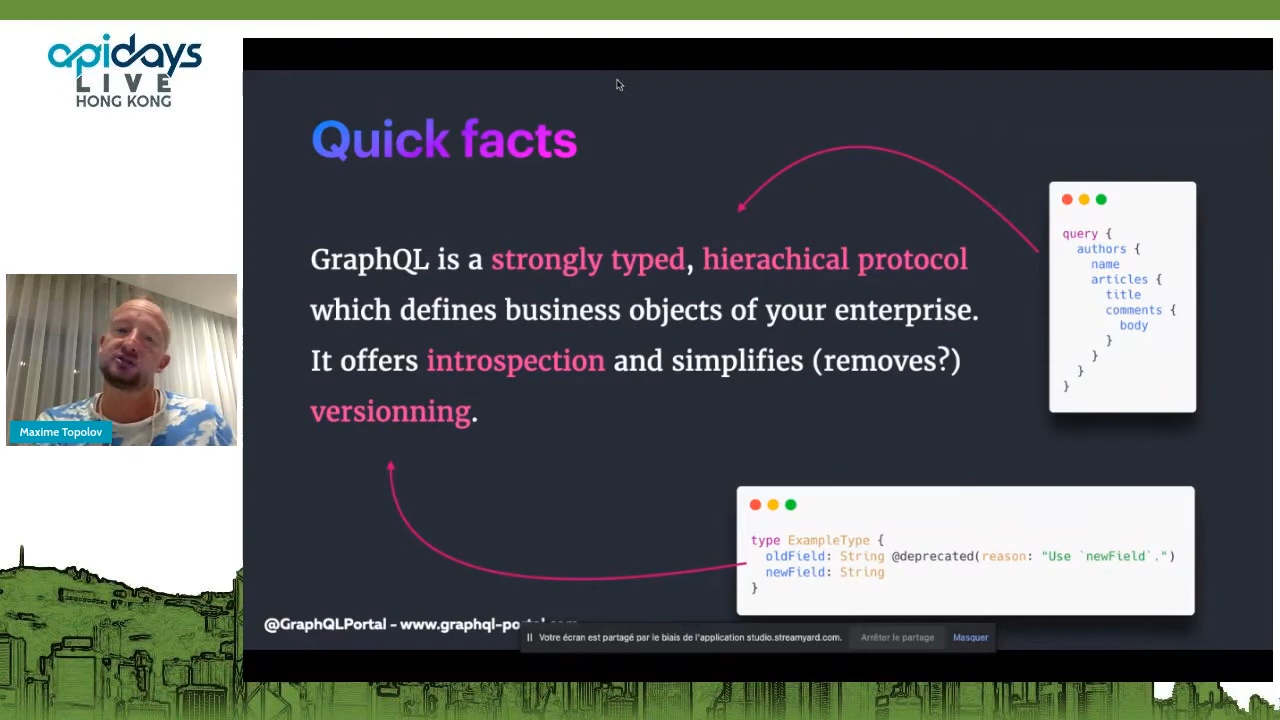 apidays
LIVE
HONG KONG
Quick facts
GraphQL is a strongly typed, hierachical protocol
which defines business objects of your enterprise.
It offers introspection and simplifies (removes?)
versionning.
query {
authors {
name
articles {
title
comments {
body
}
}
}
}
Maxime Topolov
type ExampleType {
oldField: String @deprecated(reason: "Use `newField`.")
newField: String
}
@GraphQLPortal - www.graphql-portal.com
Votre écran est partagé par le biais de l'application studio.streamyard.com.
Arrêter le partage
Masquer